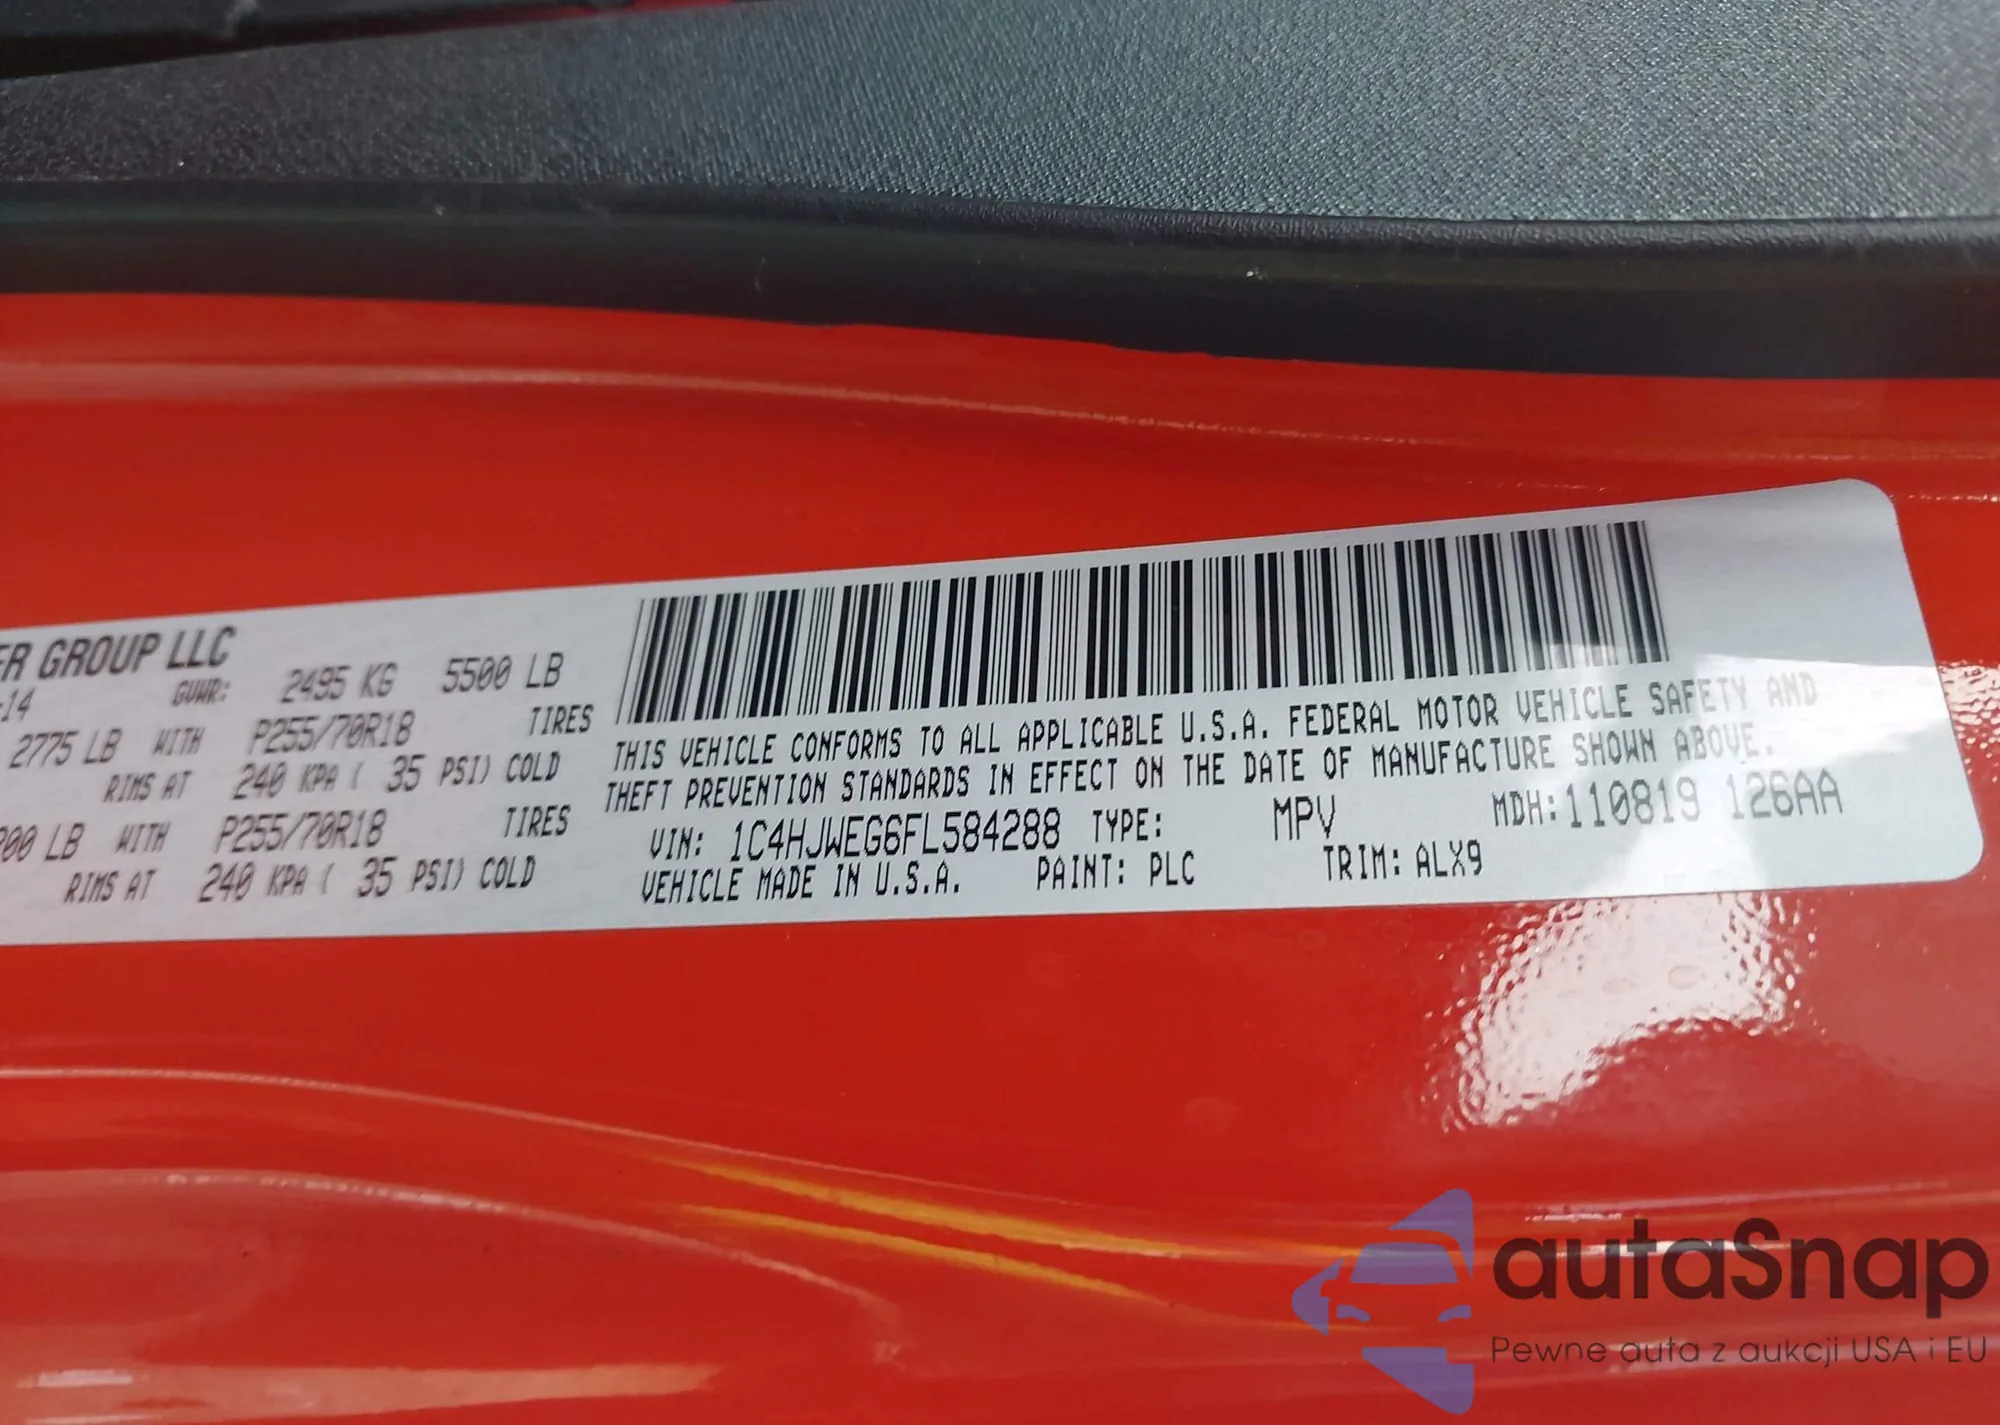 ER GROUP LLC
-14 GVWR: 2495 KG 5500 LB
2775 LB WITH P255/70R18 TIRES
RIMS AT 240 KPA ( 35 PSI) COLD
00 LB WITH P255/70R18 TIRES
RIMS AT 240 KPA ( 35 PSI) COLD
THIS VEHICLE CONFORMS TO ALL APPLICABLE U.S.A. FEDERAL MOTOR VEHICLE SAFETY AND
THEFT PREVENTION STANDARDS IN EFFECT ON THE DATE OF MANUFACTURE SHOWN ABOVE.
VIN: 1C4HJWEG6FL584288 TYPE: MPV MDH:110819 126AA
VEHICLE MADE IN U.S.A. PAINT: PLC TRIM: ALX9
autaSnap
Pewne auta z aukcji USA i EU